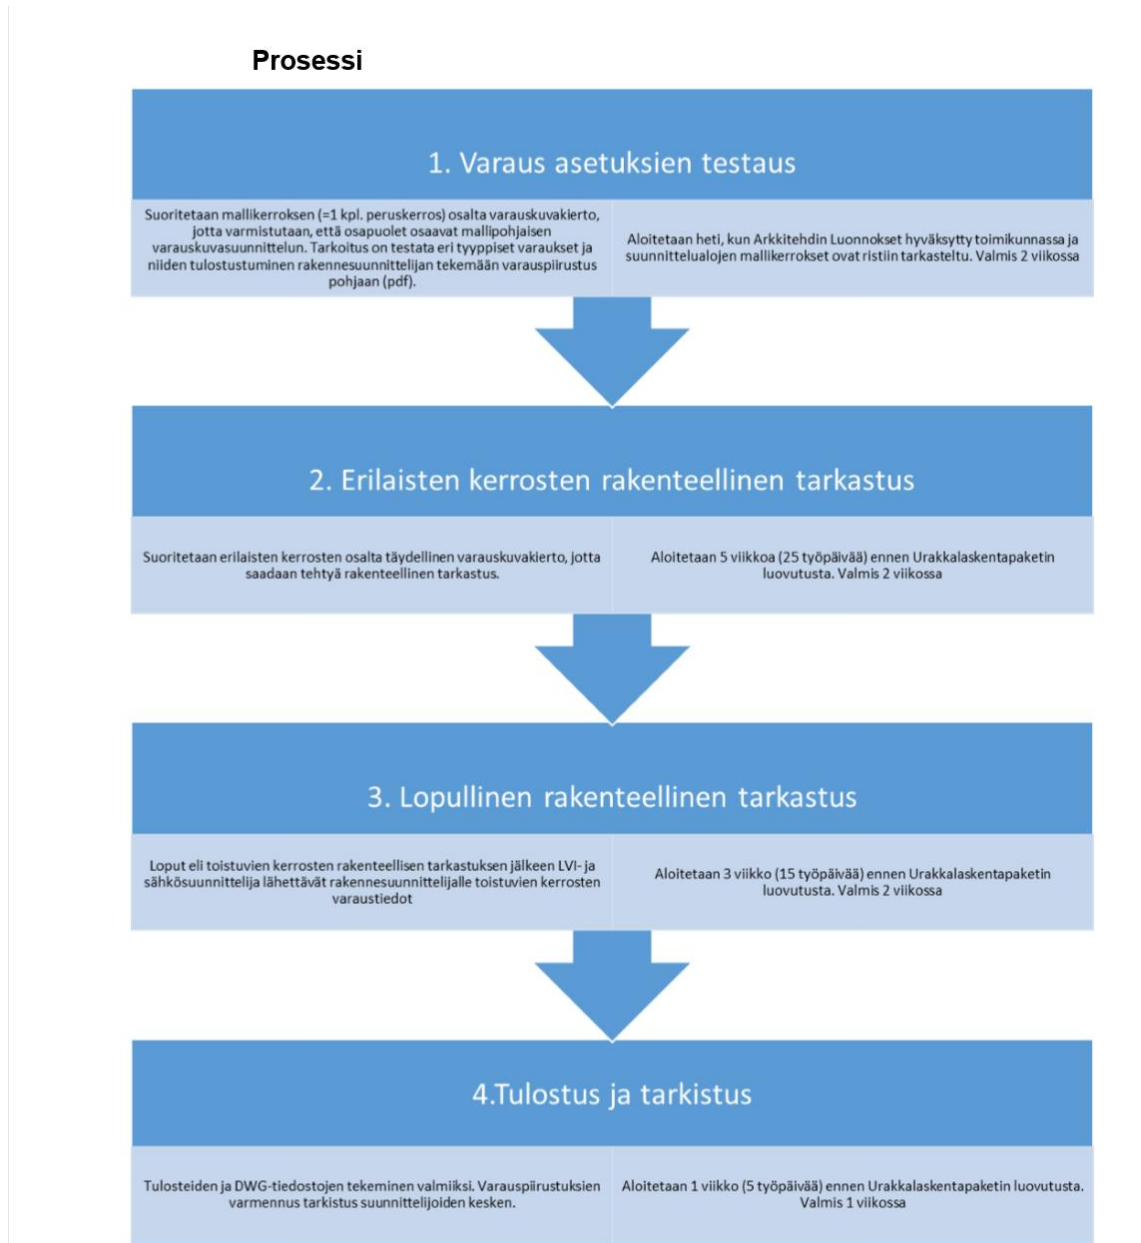 Prosessi
1. Varaus asetuksien testaus
Suoritetaan mallikerroksen (=1 kpl. peruskerros) osalta varauskuvakierto,
jotta varmistutaan, että osapuolet osaavat mallipohjaisen
varauskuvasuunnittelun. Tarkoitus on testata eri tyyppiset varaukset ja
niiden tulostustuminen rakennesuunnittelijan tekemään varauspiirustus
pohjaan (pdf).
Aloitetaan heti, kun Arkkitehdin Luonnokset hyväksytty toimikunnassa ja
suunnittelualojen mallikerrokset ovat ristiin tarkasteltu. Valmis 2 viikossa
2. Erilaisten kerrosten rakenteellinen tarkastus
Suoritetaan erilaisten kerrosten osalta täydellinen varauskuvakierto, jotta
saadaan tehtyä rakenteellinen tarkastus.
Aloitetaan 5 viikkoa (25 työpäivää) ennen Urakkalaskentapaketin
luovutusta. Valmis 2 viikossa
3. Lopullinen rakenteellinen tarkastus
Loput eli toistuvien kerrosten rakenteellisen tarkastuksen jälkeen LVI- ja
sähkösuunnittelija lähettävät rakennesuunnittelijalle toistuvien kerrosten
varaustiedot
Aloitetaan 3 viikko (15 työpäivää) ennen Urakkalaskentapaketin
luovutusta. Valmis 2 viikossa
4.Tulostus ja tarkistus
Tulosteiden ja DWG-tiedostojen tekeminen valmiiksi. Varauspiirustuksien
varmennus tarkistus suunnittelijoiden kesken.
Aloitetaan 1 viikko (5 työpäivää) ennen Urakkalaskentapaketin luovutusta.
Valmis 1 viikossa